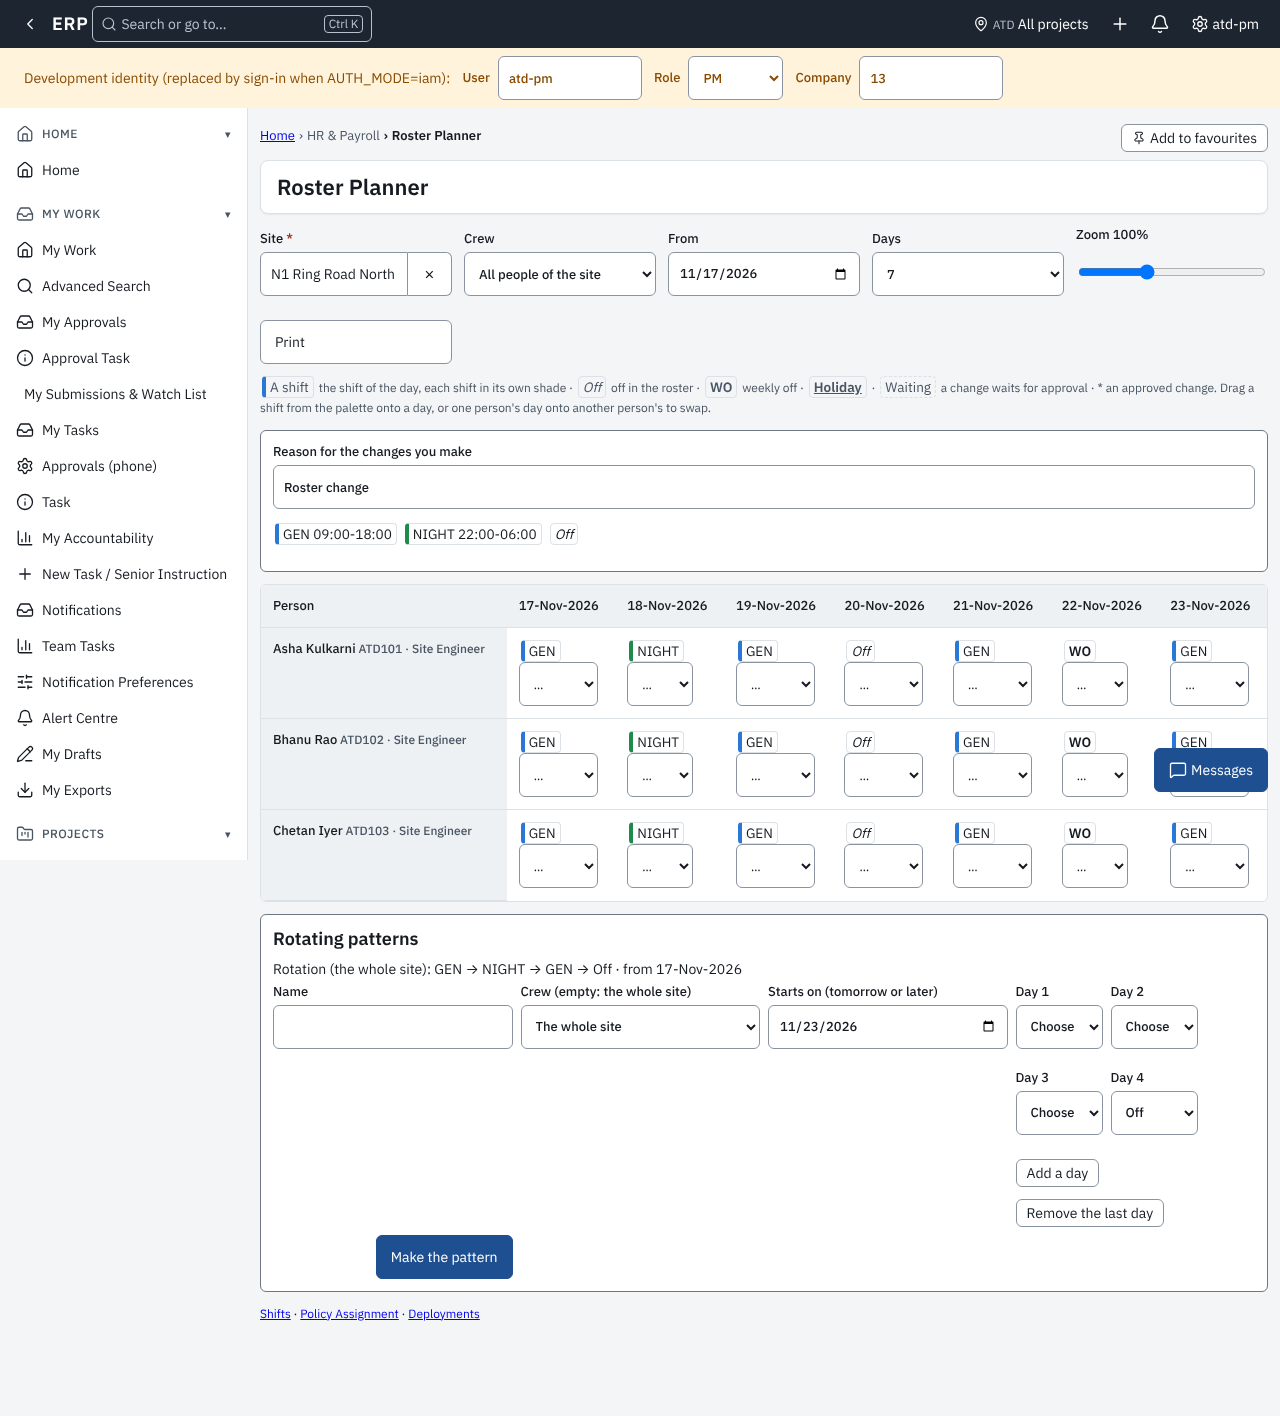 ERP Search or go to... Ctrl K ATD All projects atd-pm
Development identity (replaced by sign-in when AUTH_MODE=iam): User atd-pm Role PM Company 13
HOME
Home
MY WORK
My Work
Advanced Search
My Approvals
Approval Task
My Submissions & Watch List
My Tasks
Approvals (phone)
Task
My Accountability
New Task / Senior Instruction
Notifications
Team Tasks
Notification Preferences
Alert Centre
My Drafts
My Exports
PROJECTS
Home › HR & Payroll › Roster Planner
Add to favourites
Roster Planner
Site * Crew From Days Zoom 100%
N1 Ring Road North × All people of the site 11/17/2026 7
Print
A shift the shift of the day, each shift in its own shade · Off off in the roster · WO weekly off · Holiday · Waiting a change waits for approval · * an approved change. Drag a
shift from the palette onto a day, or one person's day onto another person's to swap.
Reason for the changes you make
Roster change
GEN 09:00-18:00 NIGHT 22:00-06:00 Off
Person 17-Nov-2026 18-Nov-2026 19-Nov-2026 20-Nov-2026 21-Nov-2026 22-Nov-2026 23-Nov-2026
Asha Kulkarni ATD101 · Site Engineer GEN NIGHT GEN Off GEN WO GEN
... ... ... ... ... ... ...
Bhanu Rao ATD102 · Site Engineer GEN NIGHT GEN Off GEN WO GEN
... ... ... ... ... ...
Messages
Chetan Iyer ATD103 · Site Engineer GEN NIGHT GEN Off GEN WO GEN
... ... ... ... ... ... ...
Rotating patterns
Rotation (the whole site): GEN → NIGHT → GEN → Off · from 17-Nov-2026
Name Crew (empty: the whole site) Starts on (tomorrow or later) Day 1 Day 2
The whole site 11/23/2026 Choose Choose
Day 3 Day 4
Choose Off
Add a day
Remove the last day
Make the pattern
Shifts · Policy Assignment · Deployments